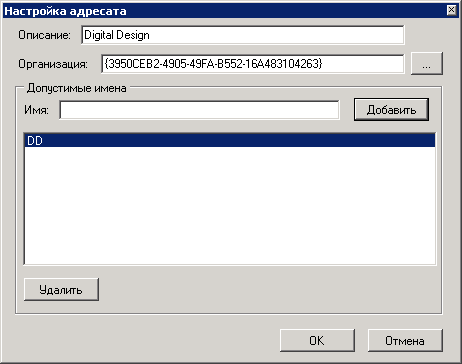 Настройка адресата
Описание: Digital Design
Организация: {3950CEB2-4905-49FA-B552-16A483104263} ...
Допустимые имена
Имя: Добавить
DD
Удалить
OK Отмена